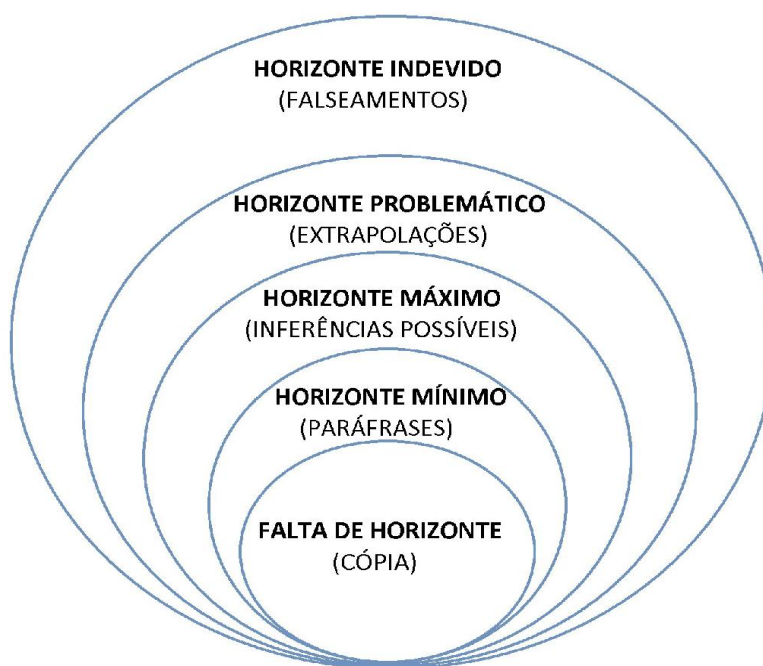 HORIZONTE INDEVIDO
(FALSEAMENTOS)
HORIZONTE PROBLEMÁTICO
(EXTRAPOLAÇÕES)
HORIZONTE MÁXIMO
(INFERÊNCIAS POSSÍVEIS)
HORIZONTE MÍNIMO
(PARÁFRASES)
FALTA DE HORIZONTE
(CÓPIA)